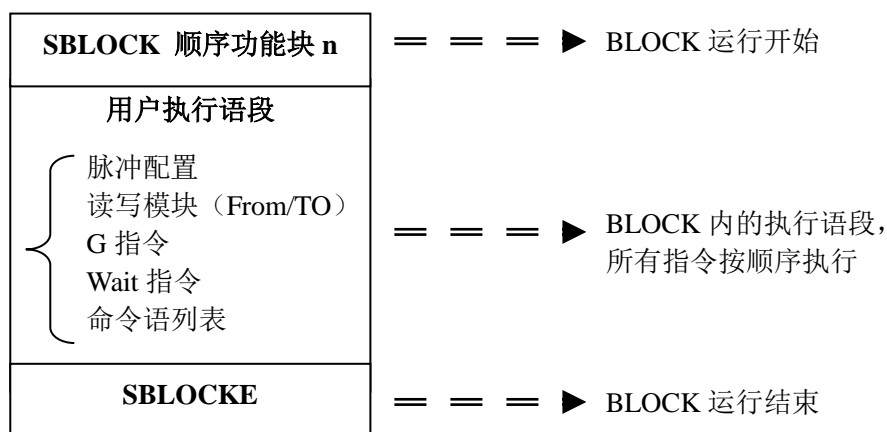 SBLOCK 顺序功能块 n
BLOCK 运行开始
用户执行语段
脉冲配置
读写模块（From/TO）
G 指令
Wait 指令
命令语列表
BLOCK 内的执行语段，
所有指令按顺序执行
SBLOCKE
BLOCK 运行结束